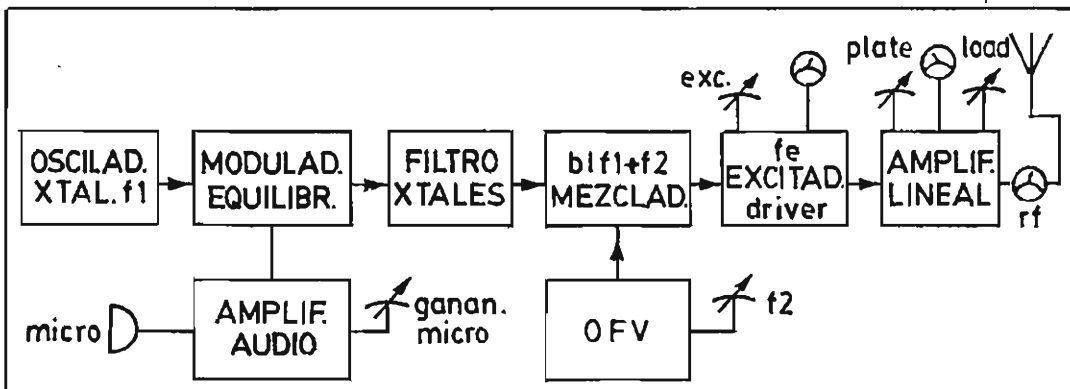 plate
load
exc.
OSCILAD.
XTAL. f1
MODULAD.
EQUILIBR.
FILTRO
XTALES
blf1+f2
MEZCLAD.
fe
EXCITAD.
driver
AMPLIF.
LINEAL
rf
micro
AMPLIF.
AUDIO
ganan.
micro
OFV
f2